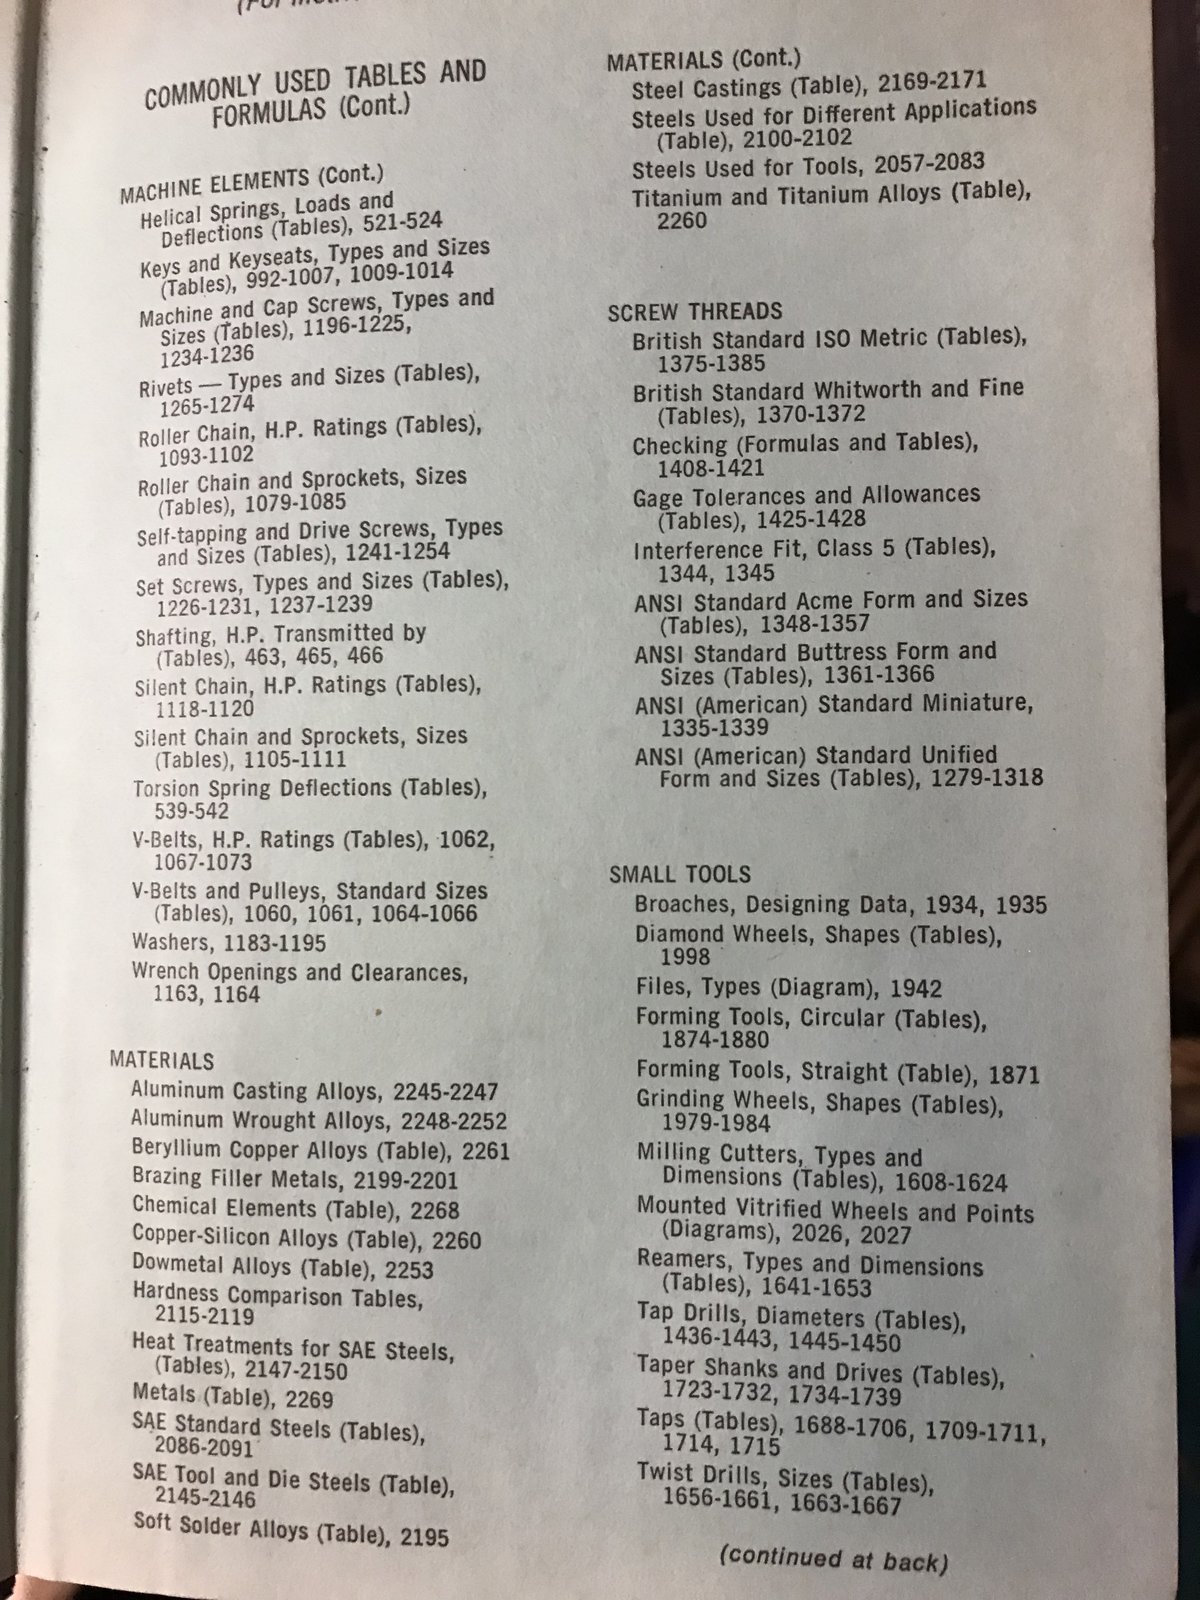 COMMONLY USED TABLES AND
FORMULAS (Cont.)
MACHINE ELEMENTS (Cont.)
Helical Springs, Loads and
Deflections (Tables), 521-524
Keys and Keyseats, Types and Sizes
(Tables), 992-1007, 1009-1014
Machine and Cap Screws, Types and
Sizes (Tables), 1196-1225,
1234-1236
Rivets — Types and Sizes (Tables),
1265-1274
Roller Chain, H.P. Ratings (Tables),
1093-1102
Roller Chain and Sprockets, Sizes
(Tables), 1079-1085
Self-tapping and Drive Screws, Types
and Sizes (Tables), 1241-1254
Set Screws, Types and Sizes (Tables),
1226-1231, 1237-1239
Shafting, H.P. Transmitted by
(Tables), 463, 465, 466
Silent Chain, H.P. Ratings (Tables),
1118-1120
Silent Chain and Sprockets, Sizes
(Tables), 1105-1111
Torsion Spring Deflections (Tables),
539-542
V-Belts, H.P. Ratings (Tables), 1062,
1067-1073
V-Belts and Pulleys, Standard Sizes
(Tables), 1060, 1061, 1064-1066
Washers, 1183-1195
Wrench Openings and Clearances,
1163, 1164
MATERIALS
Aluminum Casting Alloys, 2245-2247
Aluminum Wrought Alloys, 2248-2252
Beryllium Copper Alloys (Table), 2261
Brazing Filler Metals, 2199-2201
Chemical Elements (Table), 2268
Copper-Silicon Alloys (Table), 2260
Dowmetal Alloys (Table), 2253
Hardness Comparison Tables,
2115-2119
Heat Treatments for SAE Steels,
(Tables), 2147-2150
Metals (Table), 2269
SAE Standard Steels (Tables),
2086-2091
SAE Tool and Die Steels (Table),
2145-2146
Soft Solder Alloys (Table), 2195
MATERIALS (Cont.)
Steel Castings (Table), 2169-2171
Steels Used for Different Applications
(Table), 2100-2102
Steels Used for Tools, 2057-2083
Titanium and Titanium Alloys (Table),
2260
SCREW THREADS
British Standard ISO Metric (Tables),
1375-1385
British Standard Whitworth and Fine
(Tables), 1370-1372
Checking (Formulas and Tables),
1408-1421
Gage Tolerances and Allowances
(Tables), 1425-1428
Interference Fit, Class 5 (Tables),
1344, 1345
ANSI Standard Acme Form and Sizes
(Tables), 1348-1357
ANSI Standard Buttress Form and
Sizes (Tables), 1361-1366
ANSI (American) Standard Miniature,
1335-1339
ANSI (American) Standard Unified
Form and Sizes (Tables), 1279-1318
SMALL TOOLS
Broaches, Designing Data, 1934, 1935
Diamond Wheels, Shapes (Tables),
1998
Files, Types (Diagram), 1942
Forming Tools, Circular (Tables),
1874-1880
Forming Tools, Straight (Table), 1871
Grinding Wheels, Shapes (Tables),
1979-1984
Milling Cutters, Types and
Dimensions (Tables), 1608-1624
Mounted Vitrified Wheels and Points
(Diagrams), 2026, 2027
Reamers, Types and Dimensions
(Tables), 1641-1653
Tap Drills, Diameters (Tables),
1436-1443, 1445-1450
Taper Shanks and Drives (Tables),
1723-1732, 1734-1739
Taps (Tables), 1688-1706, 1709-1711,
1714, 1715
Twist Drills, Sizes (Tables),
1656-1661, 1663-1667
(continued at back)